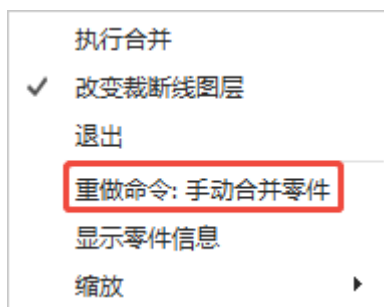 执行合并
改变裁断线图层
退出
重做命令: 手动合并零件
显示零件信息
缩放